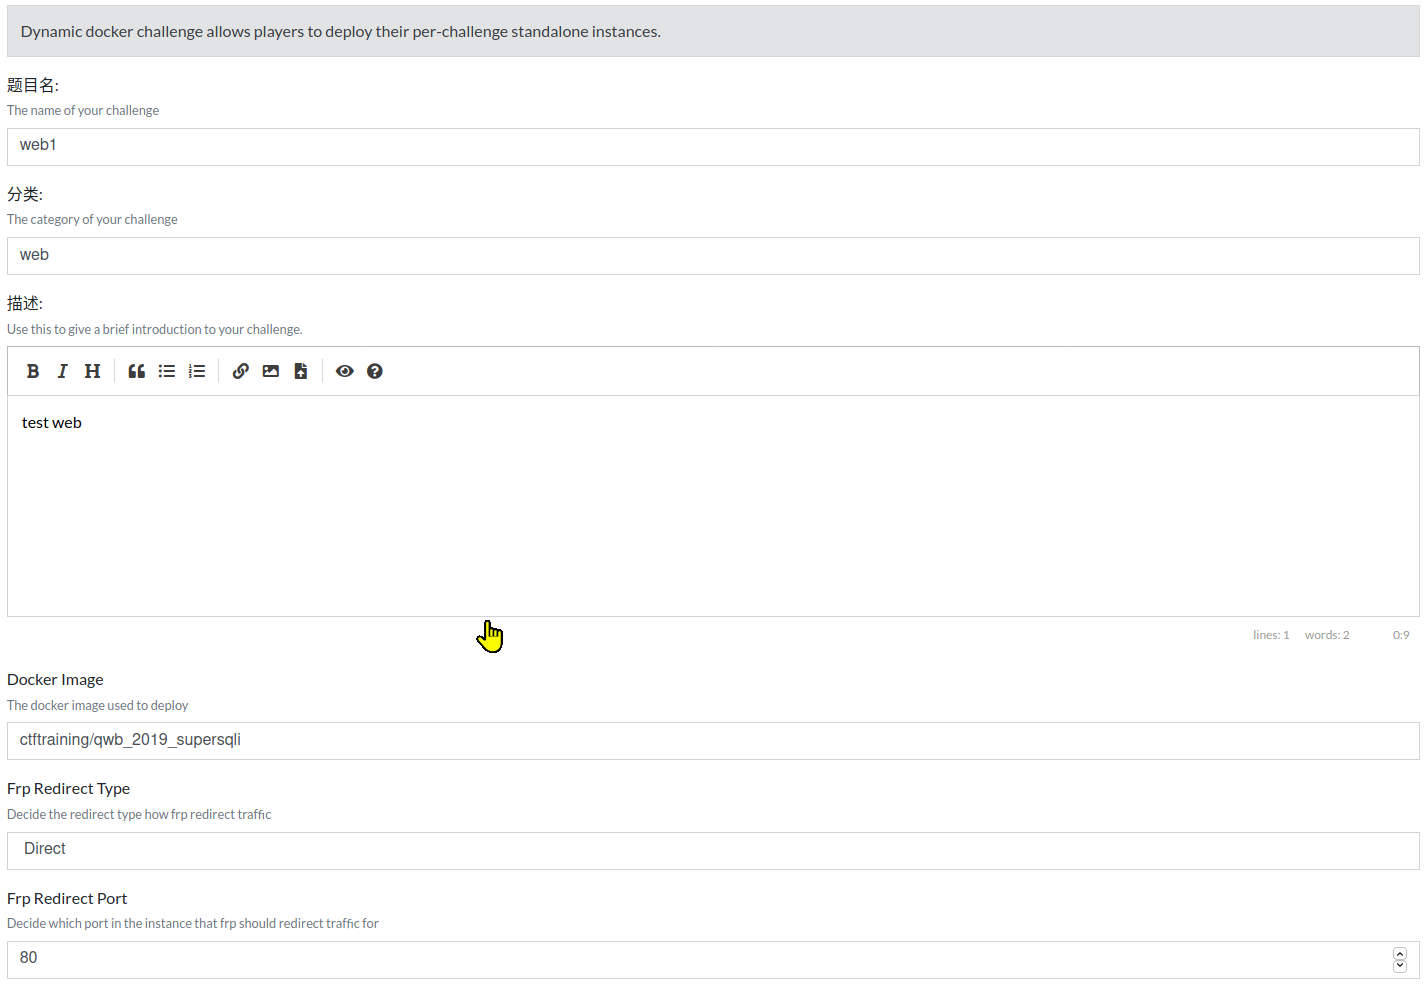 Dynamic docker challenge allows players to deploy their per-challenge standalone instances.
题目名:
The name of your challenge
web1
分类:
The category of your challenge
web
描述:
Use this to give a brief introduction to your challenge.
B I H
test web
lines: 1 words: 2 0:9
Docker Image
The docker image used to deploy
ctftraining/qwb_2019_supersqli
Frp Redirect Type
Decide the redirect type how frp redirect traffic
Direct
Frp Redirect Port
Decide which port in the instance that frp should redirect traffic for
80